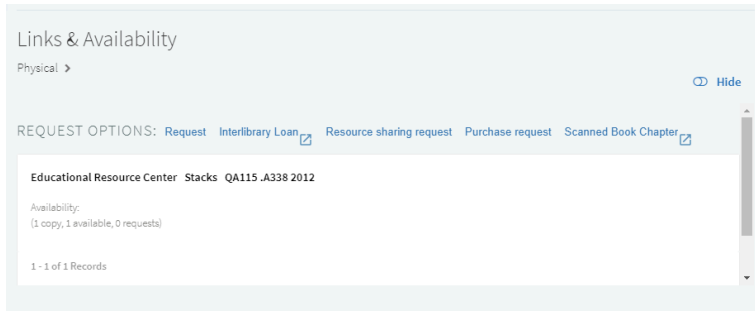 Links & Availability
Physical >
Hide
REQUEST OPTIONS: Request Interlibrary Loan Resource sharing request Purchase request Scanned Book Chapter
Educational Resource Center Stacks QA115 .A338 2012
Availability:
(1 copy, 1 available, 0 requests)
1 - 1 of 1 Records